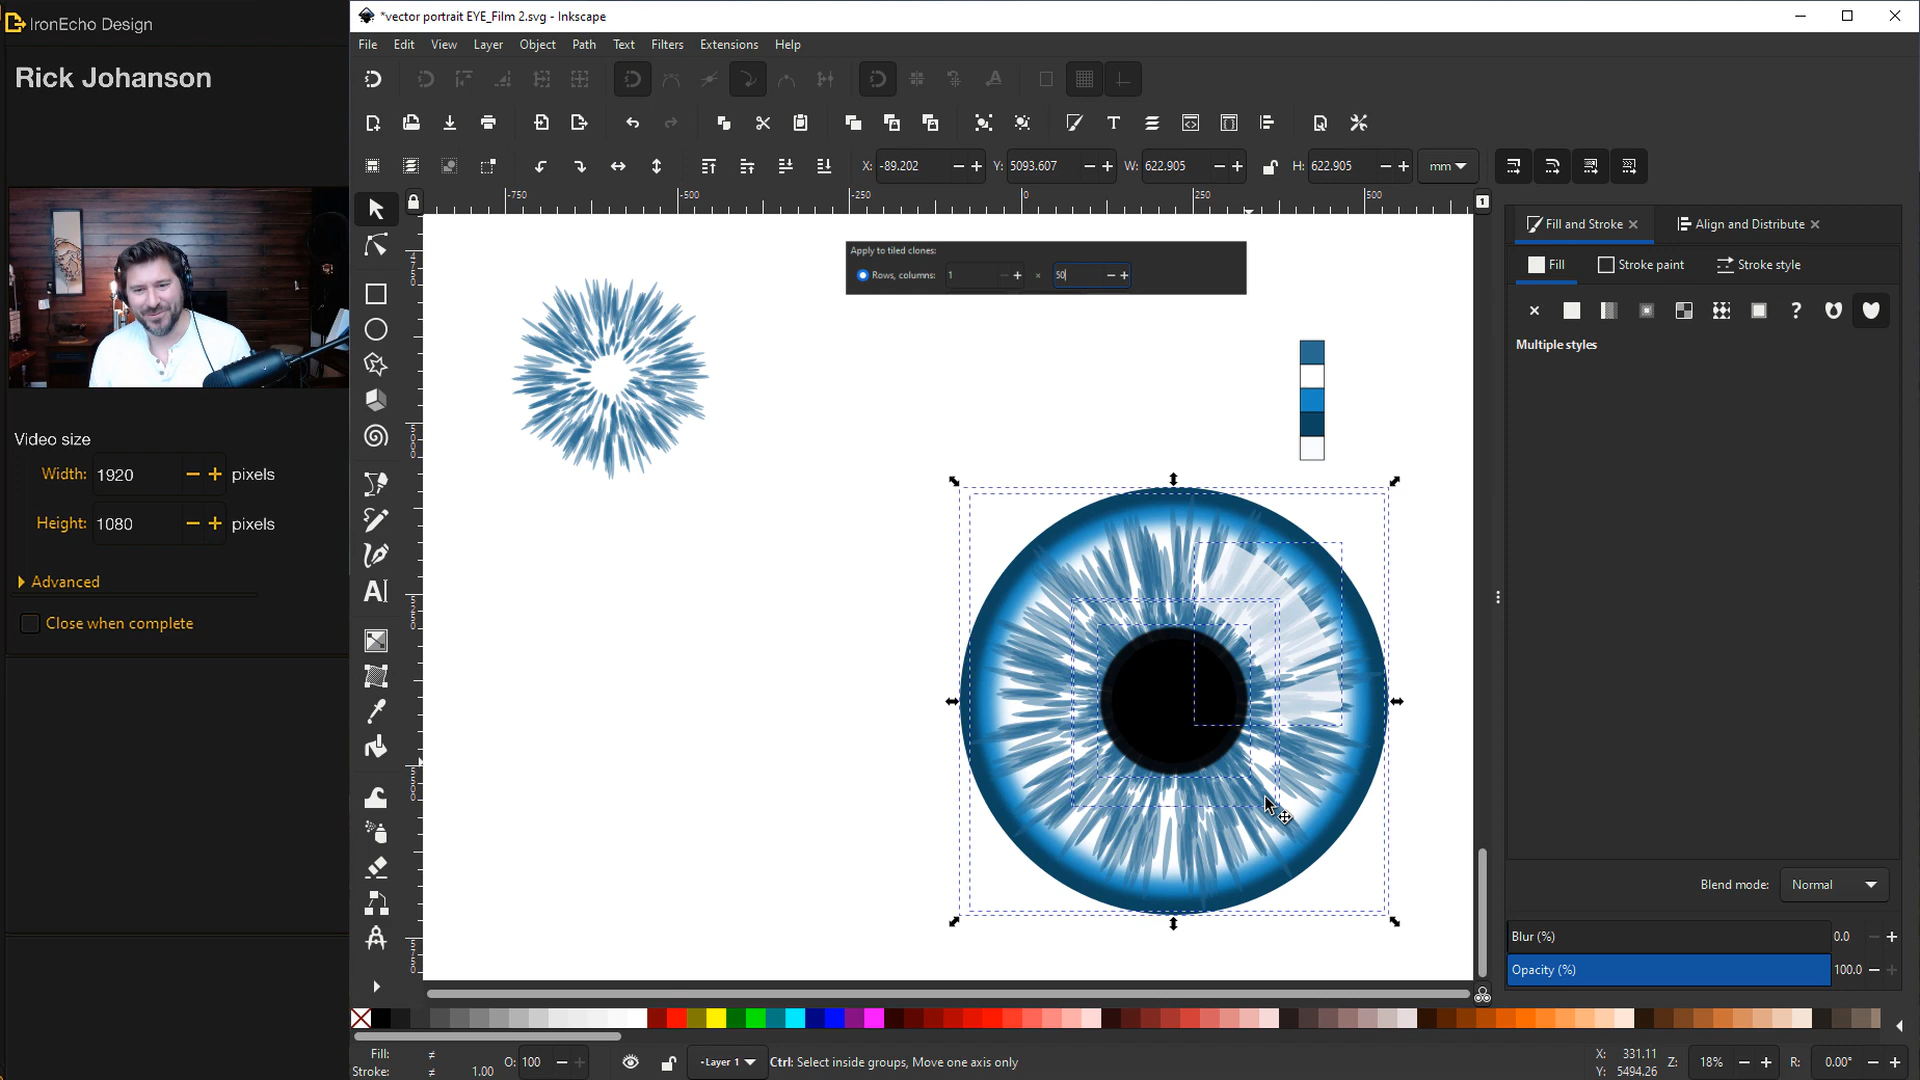 IronEcho Design
Rick Johanson
Video size
Width: 1920 pixels
Height: 1080 pixels
Advanced
Close when complete
*vector portrait EYE_Film 2.svg - Inkscape
File Edit View Layer Object Path Text Filters Extensions Help
X: -89.202 Y: 5093.607 W: 622.905 H: 622.905 mm
-750 -500 -250 0 250 500
1
Apply to tiled clones:
Rows, columns: 1 × 50
Fill and Stroke Align and Distribute
Fill Stroke paint Stroke style
Multiple styles
Blend mode: Normal
Blur (%) 0.0
Opacity (%) 100.0
Fill: ≠
Stroke: ≠ 1.00
O: 100
-Layer 1
Ctrl: Select inside groups, Move one axis only
X: 331.11
Y: 5494.26
Z: 18%
R: 0.00°